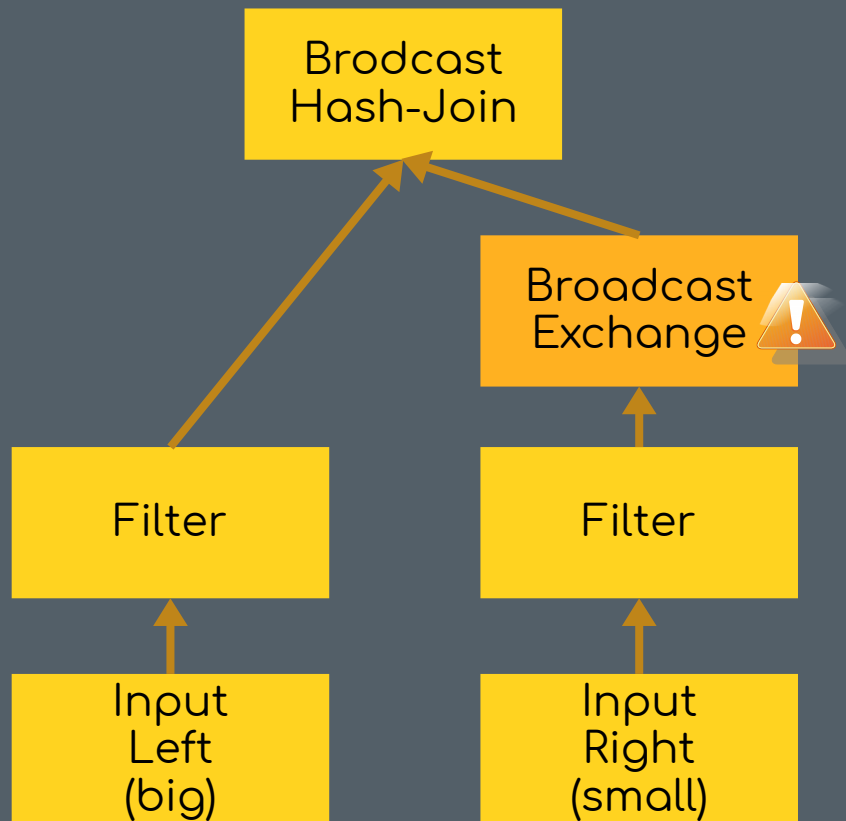 Brodcast
Hash-Join
Broadcast
Exchange
Filter
Filter
Input
Left
(big)
Input
Right
(small)